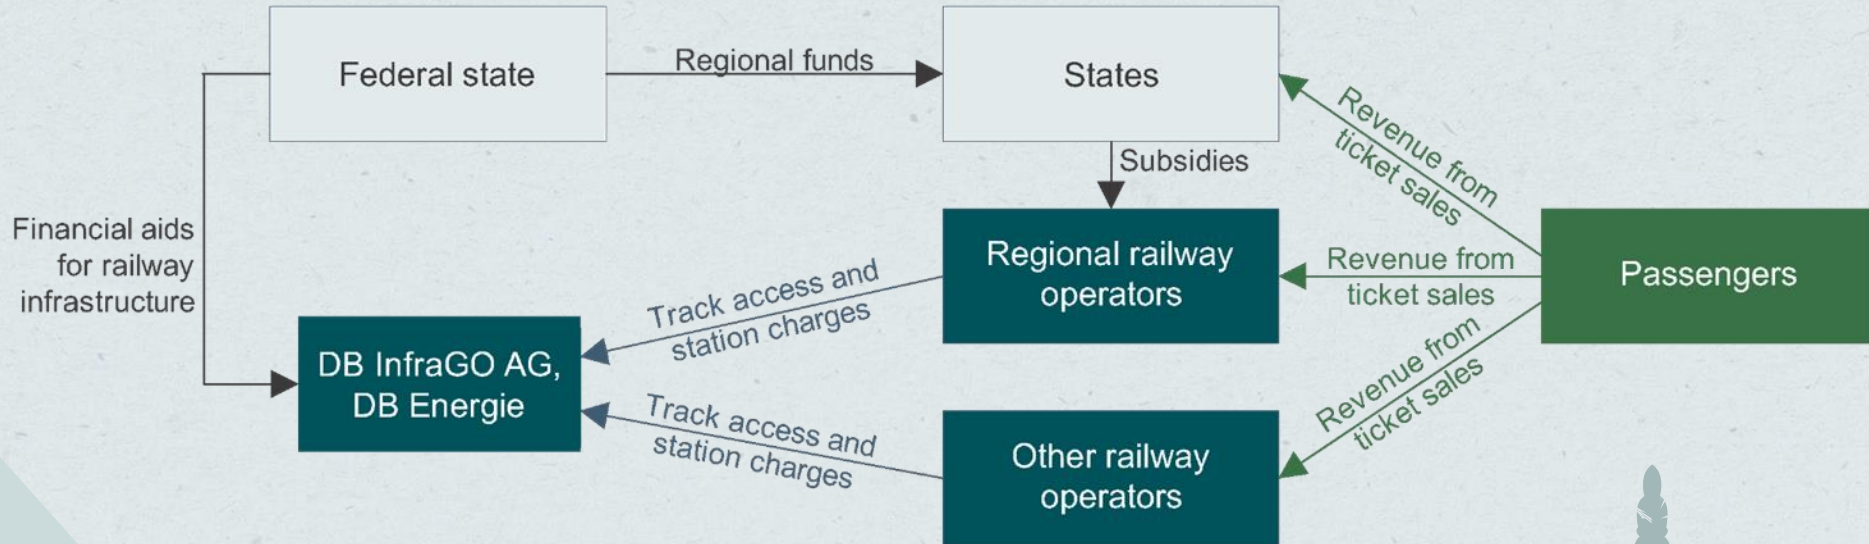 Federal state
Regional funds
States
Revenue from
ticket sales
Subsidies
Financial aids
for railway
infrastructure
Regional railway
operators
Revenue from
ticket sales
Passengers
Track access and
station charges
DB InfraGO AG,
DB Energie
Revenue from
ticket sales
Track access and
station charges
Other railway
operators